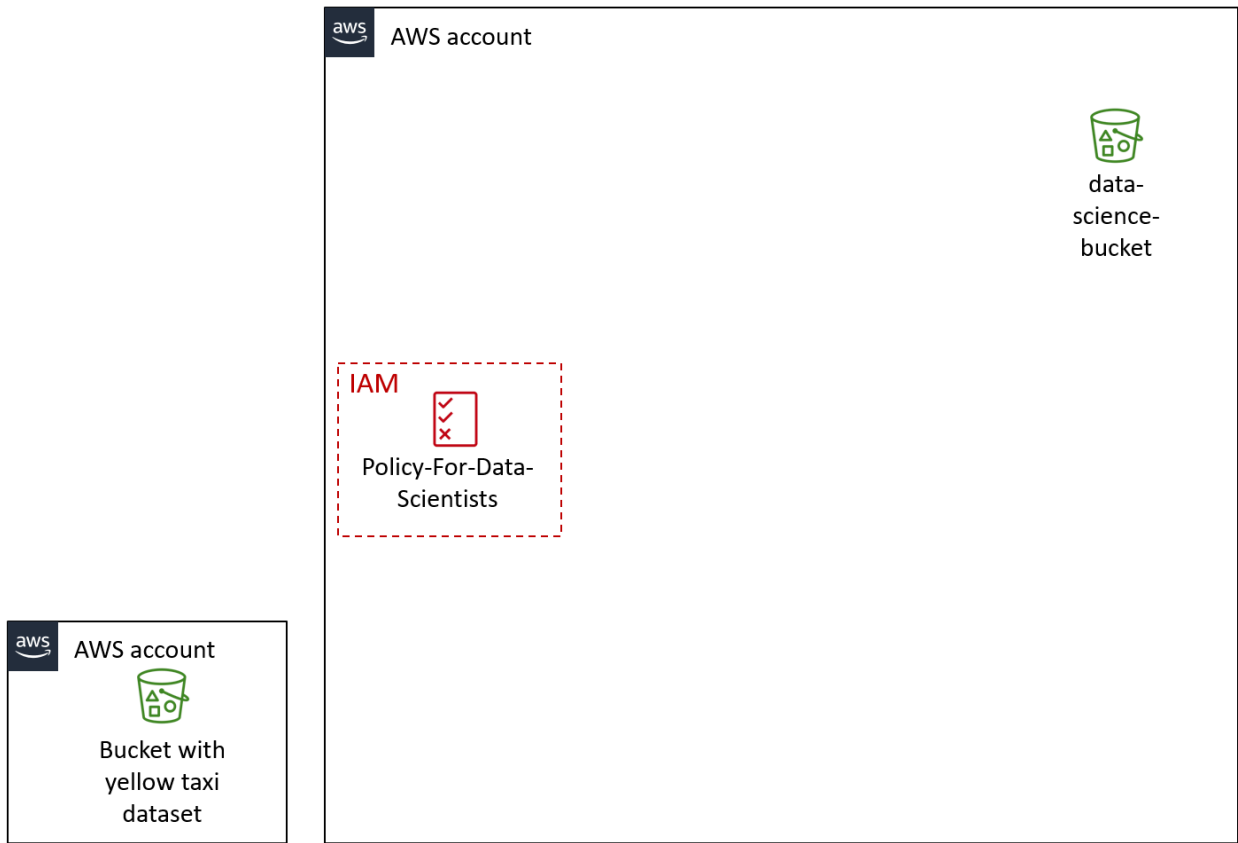 aws
AWS account
data-
science-
bucket
IAM
Policy-For-Data-
Scientists
aws
AWS account
Bucket with
yellow taxi
dataset